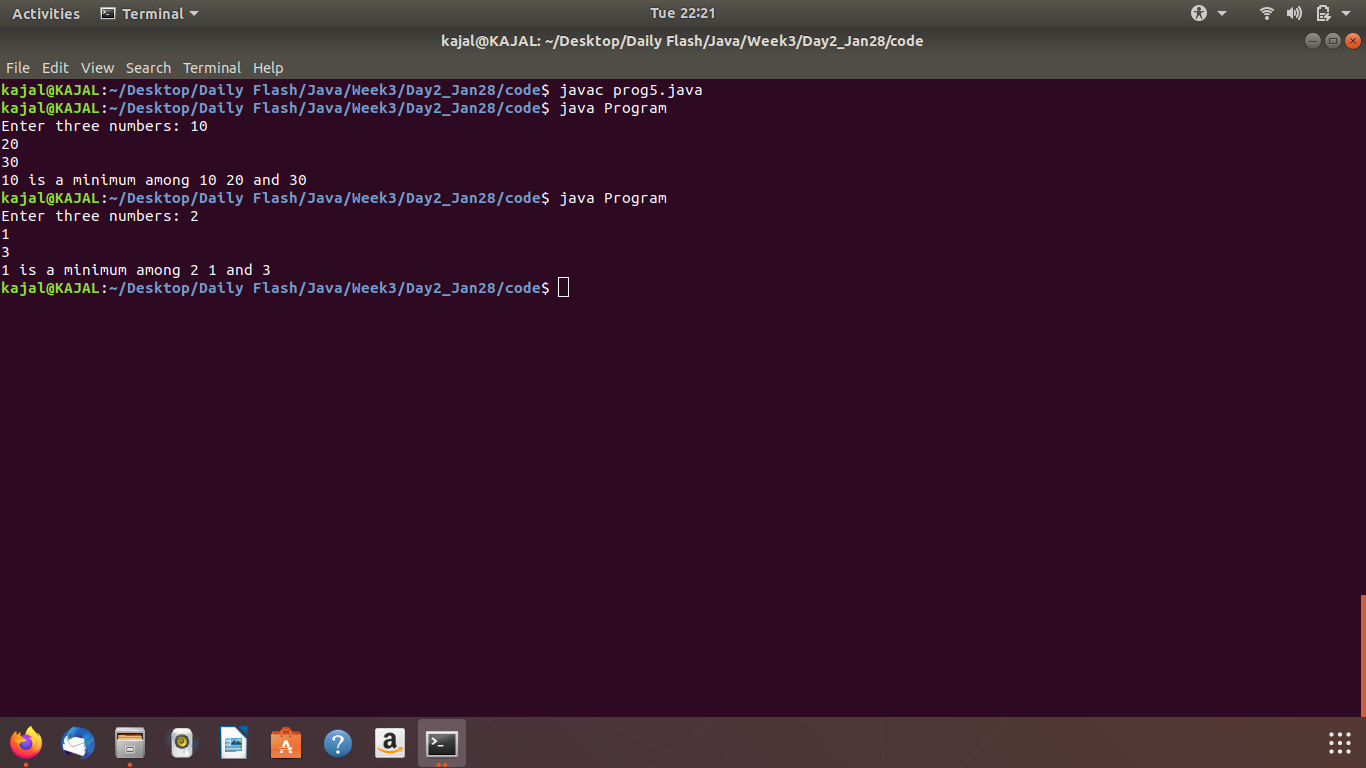 Activities Terminal Tue 22:21
kajal@KAJAL: ~/Desktop/Daily Flash/Java/Week3/Day2_Jan28/code
File Edit View Search Terminal Help
kajal@KAJAL:~/Desktop/Daily Flash/Java/Week3/Day2_Jan28/code$ javac prog5.java
kajal@KAJAL:~/Desktop/Daily Flash/Java/Week3/Day2_Jan28/code$ java Program
Enter three numbers: 10
20
30
10 is a minimum among 10 20 and 30
kajal@KAJAL:~/Desktop/Daily Flash/Java/Week3/Day2_Jan28/code$ java Program
Enter three numbers: 2
1
3
1 is a minimum among 2 1 and 3
kajal@KAJAL:~/Desktop/Daily Flash/Java/Week3/Day2_Jan28/code$